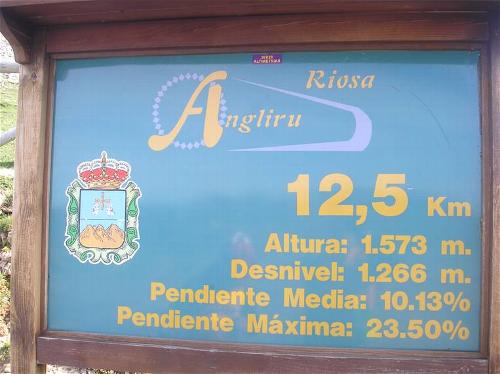 Riosa
Angliru
12,5 Km
Altura: 1.573 m.
Desnivel: 1.266 m.
Pendiente Media: 10.13%
Pendiente Máxima: 23.50%